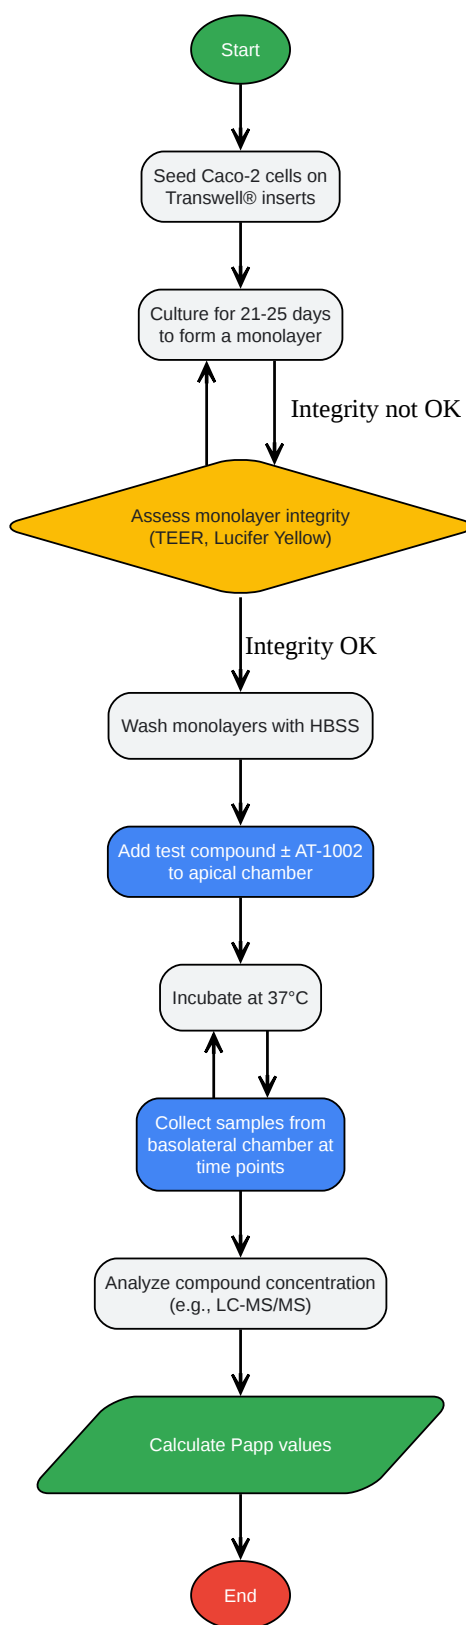 Start
Seed Caco-2 cells on
Transwell® inserts
Culture for 21-25 days
to form a monolayer
Integrity not OK
Assess monolayer integrity
(TEER, Lucifer Yellow)
Integrity OK
Wash monolayers with HBSS
Add test compound ± AT-1002
to apical chamber
Incubate at 37°C
Collect samples from
basolateral chamber at
time points
Analyze compound concentration
(e.g., LC-MS/MS)
Calculate Papp values
End